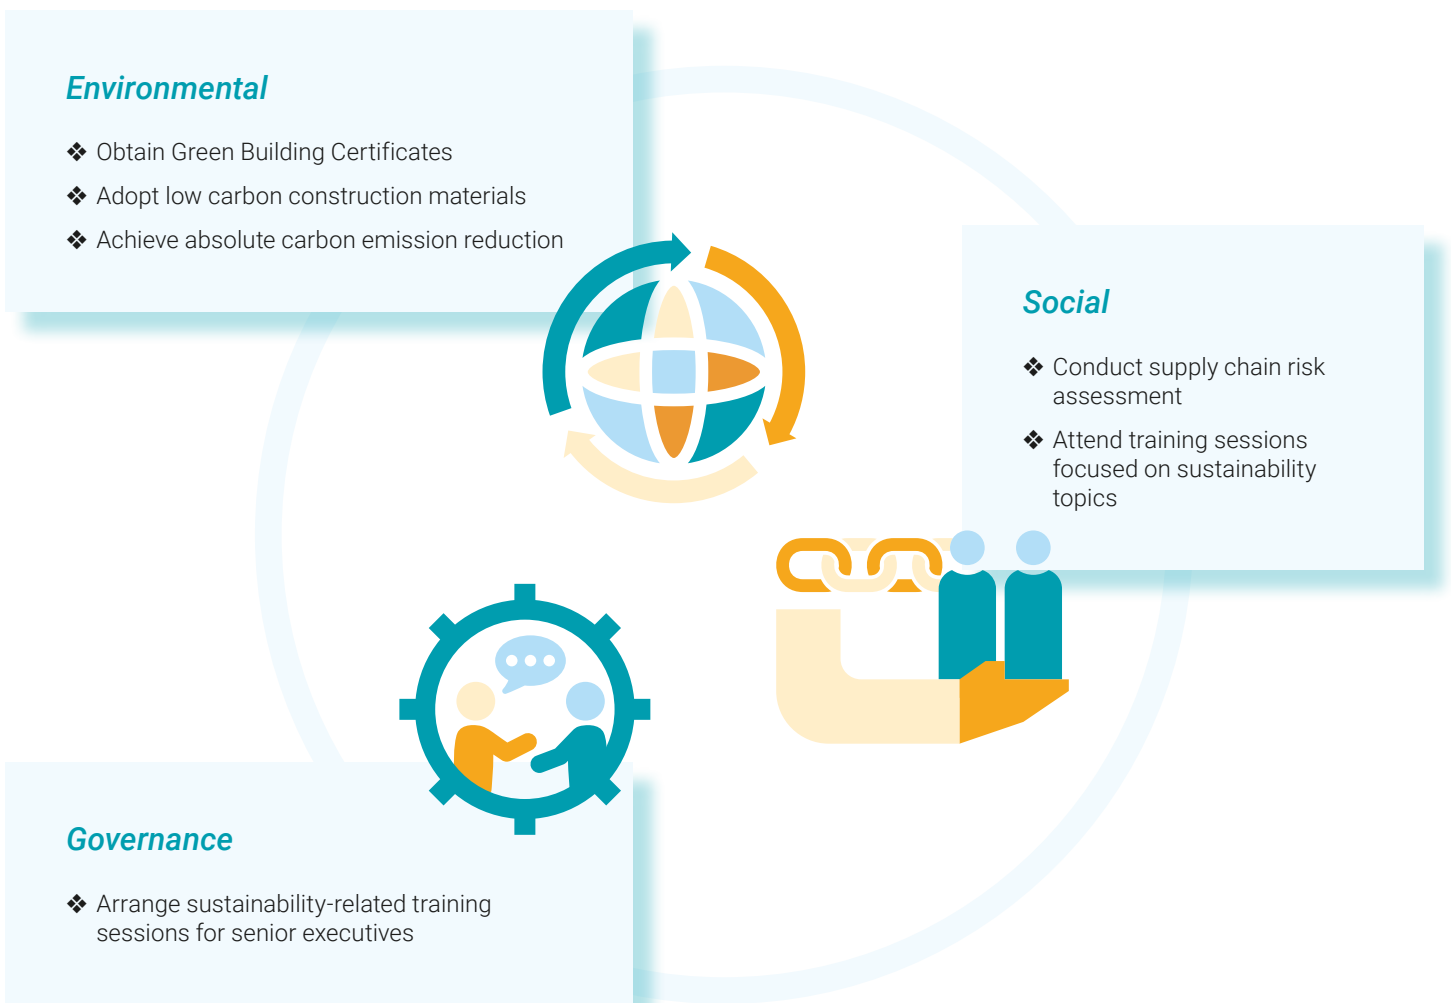 Environmental
❖ Obtain Green Building Certificates
❖ Adopt low carbon construction materials
❖ Achieve absolute carbon emission reduction
Social
❖ Conduct supply chain risk
assessment
❖ Attend training sessions
focused on sustainability
topics
Governance
❖ Arrange sustainability-related training
sessions for senior executives